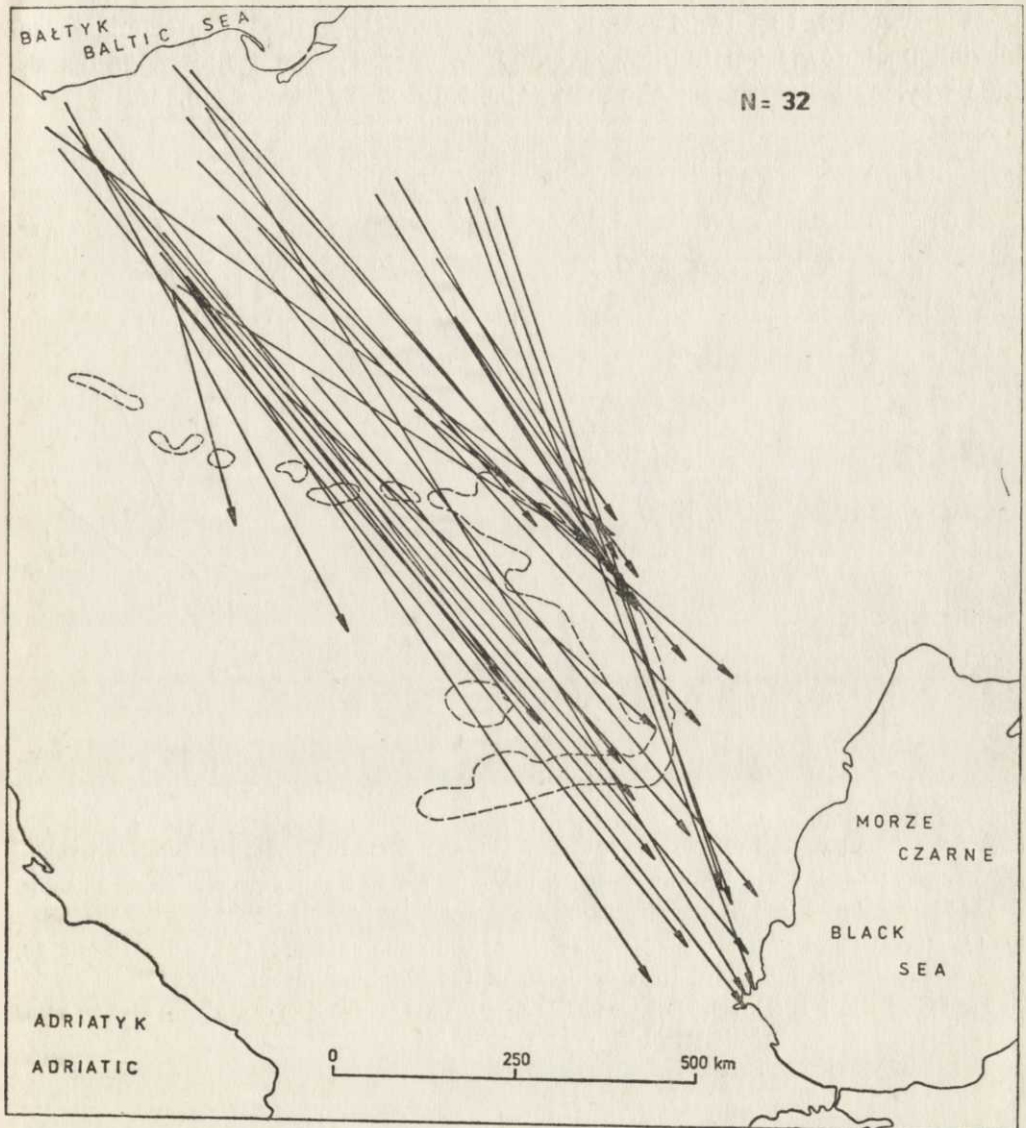 BAŁTYK
BALTIC SEA
N= 32
MORZE
CZARNE
BLACK
SEA
ADRIATYK
ADRIATIC
0 250 500 km